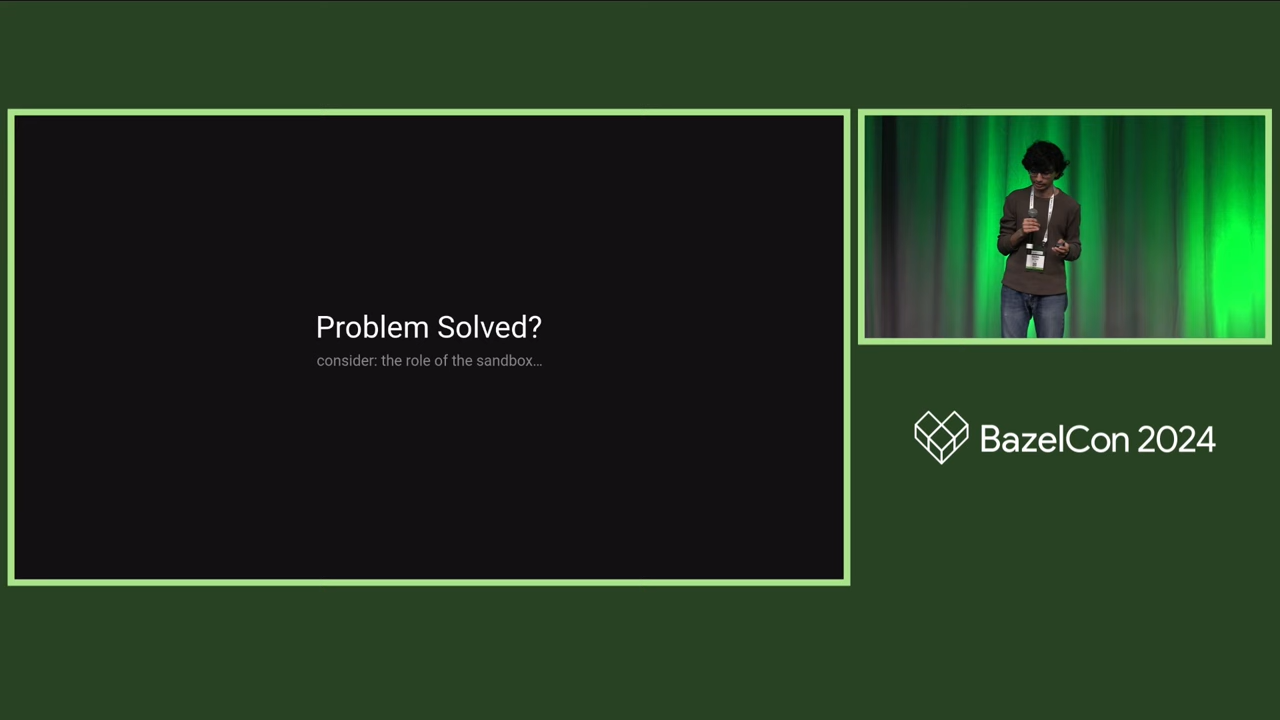 Problem Solved?
consider: the role of the sandbox...
BazelCon 2024